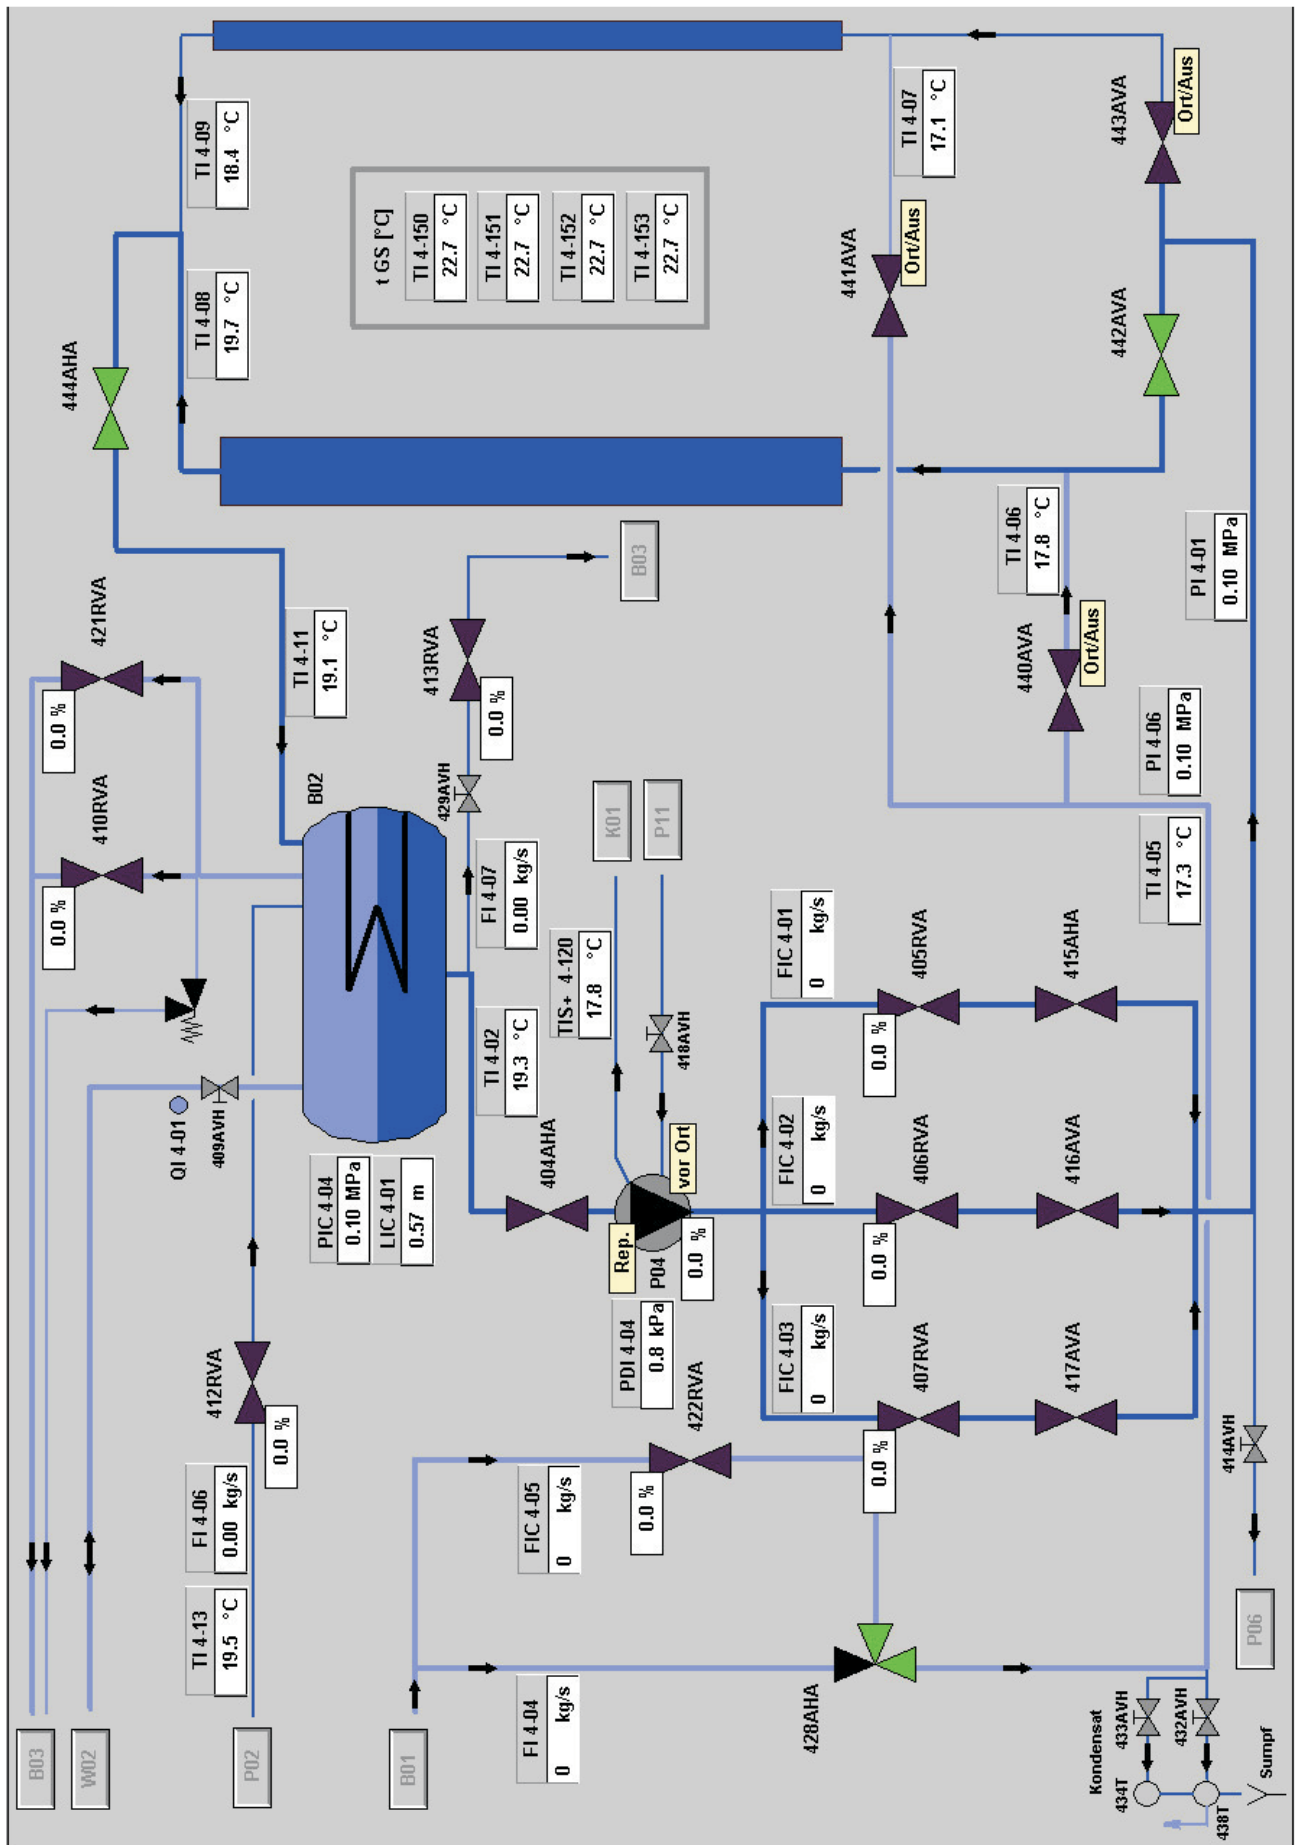 B03
0.0 %
410RVA
0.0 %
421RVA
444AHA
W02
QI 4-01
409AVH
TI 4-13
19.5 °C
FI 4-06
0.00 kg/s
412RVA
0.0 %
P02
TI 4-09
18.4 °C
TI 4-08
19.7 °C
TI 4-11
19.1 °C
B02
PIC 4-04
0.10 MPa
LIC 4-01
0.57 m
t GS [°C]
TI 4-150
22.7 °C
TI 4-151
22.7 °C
TI 4-152
22.7 °C
TI 4-153
22.7 °C
B01
413RVA
0.0 %
429AVH
FI 4-07
0.00 kg/s
TI 4-02
19.3 °C
404AHA
FI 4-04
0 kg/s
FIC 4-05
0 kg/s
TIS+ 4-120
17.8 °C
K01
B03
P11
418AVH
Rep.
P04
vor Ort
0.0 %
PDI 4-04
0.8 kPa
422RVA
0.0 %
FIC 4-03
0 kg/s
FIC 4-02
0 kg/s
FIC 4-01
0 kg/s
428AHA
407RVA
0.0 %
406RVA
0.0 %
405RVA
0.0 %
441AVA
Ort/Aus
TI 4-07
17.1 °C
TI 4-06
17.8 °C
440AVA
Ort/Aus
417AVA
416AVA
415AHA
442AVA
443AVA
Ort/Aus
TI 4-05
17.3 °C
PI 4-06
0.10 MPa
PI 4-01
0.10 MPa
Kondensat
434T
433AVH
432AVH
438T
Sumpf
414AVH
P06